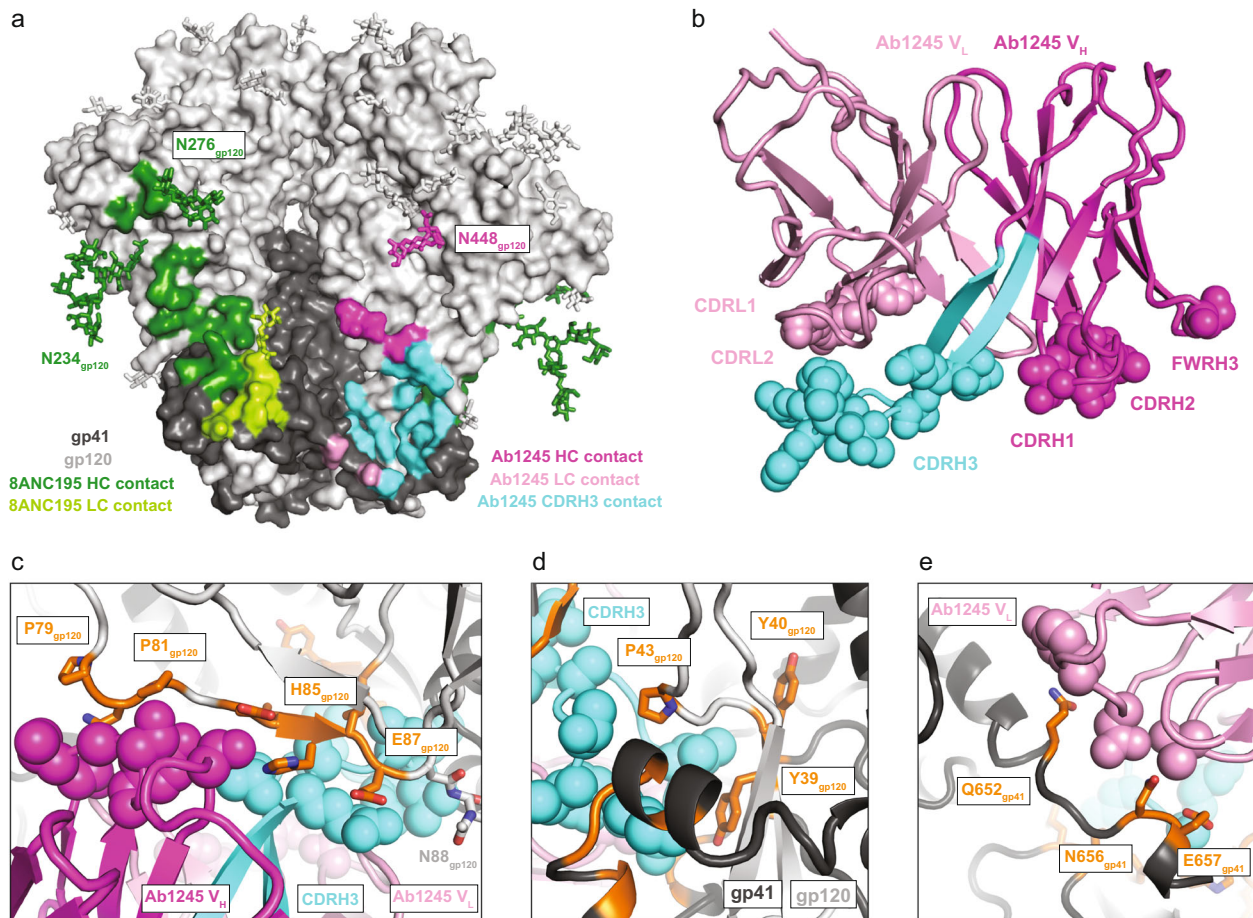 a
N276gp120
N448gp120
N234gp120
gp41
gp120
8ANC195 HC contact
8ANC195 LC contact
Ab1245 HC contact
Ab1245 LC contact
Ab1245 CDRH3 contact
b
Ab1245 VL
Ab1245 VH
CDRL1
CDRL2
FWRH3
CDRH2
CDRH1
CDRH3
c
P79gp120
P81gp120
H85gp120
E87gp120
N88gp120
Ab1245 VH
CDRH3
Ab1245 VL
d
CDRH3
Y40gp120
P43gp120
Y39gp120
gp41
gp120
e
Ab1245 VL
Q652gp41
N656gp41
E657gp41